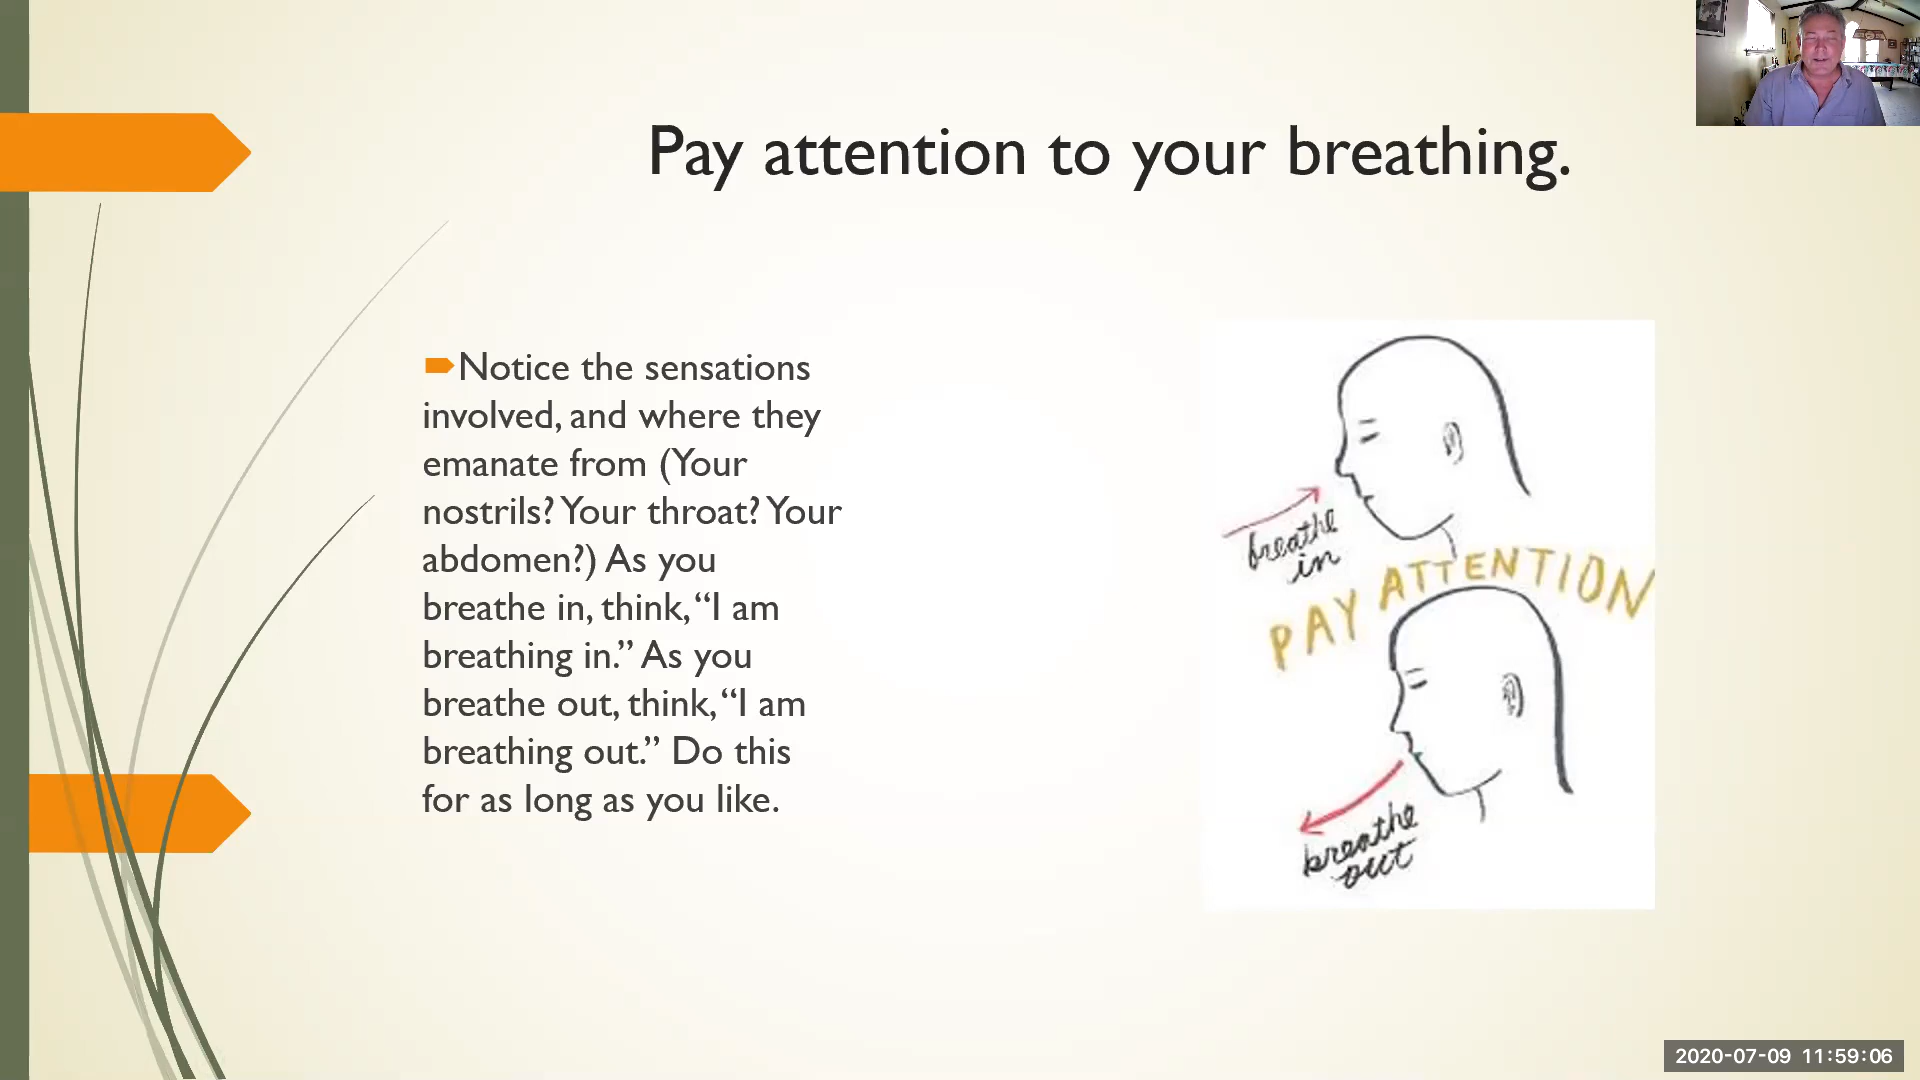 Pay attention to your breathing.
Notice the sensations
involved, and where they
emanate from (Your
nostrils? Your throat? Your
abdomen?) As you
breathe in, think, “I am
breathing in.” As you
breathe out, think, “I am
breathing out.” Do this
for as long as you like.
breathe
in
PAY ATTENTION
breathe
out
2020-07-09 11:59:06